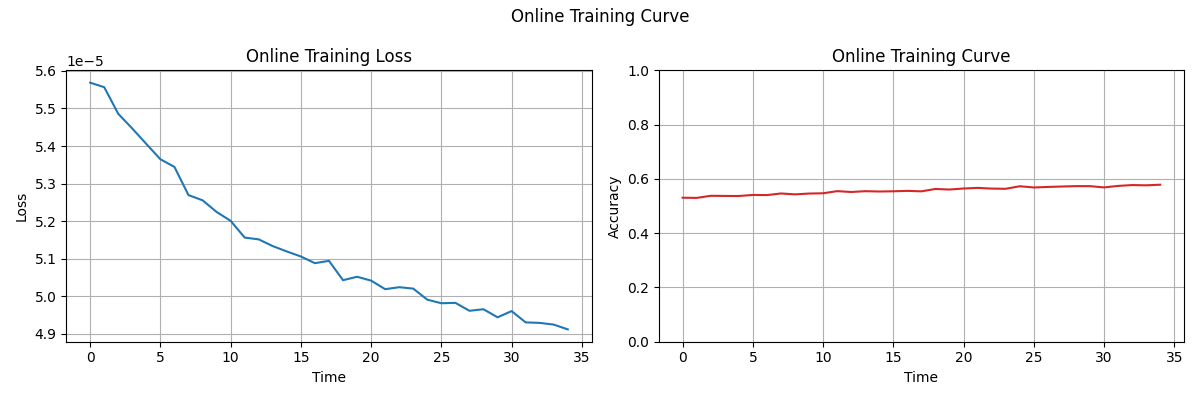 Online Training Curve
Online Training Loss
1e−5
5.6
5.5
5.4
5.3
5.2
5.1
5.0
4.9
Loss
0 5 10 15 20 25 30 35
Time
Online Training Curve
1.0
0.8
0.6
0.4
0.2
0.0
Accuracy
0 5 10 15 20 25 30 35
Time